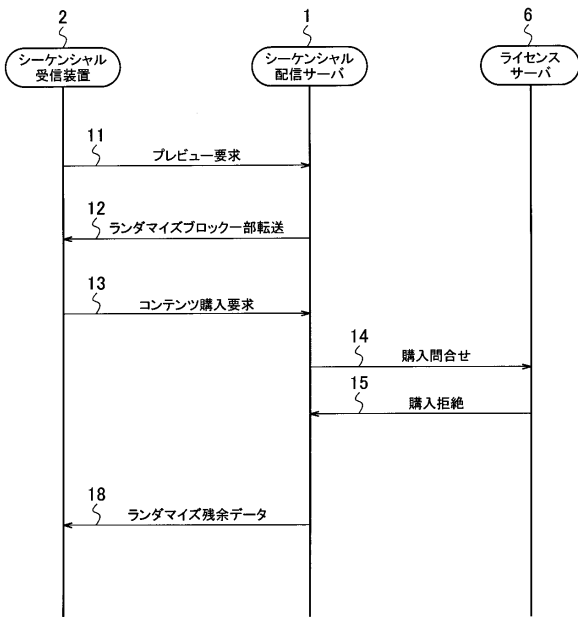 2
1
6
シーケンシャル
受信装置
シーケンシャル
配信サーバ
ライセンス
サーバ
11
プレビュー要求
12
ランダマイズブロック一部転送
13
コンテンツ購入要求
14
購入問合せ
15
購入拒絶
18
ランダマイズ残余データ